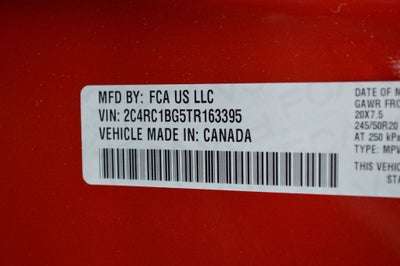 MFD BY: FCA US LLC
VIN: 2C4RC1BG5TR163395
VEHICLE MADE IN: CANADA
DATE OF M
GAWR FRO
20X7.5
245/50R20
AT 250 kPa
TYPE: MPV
THIS VEHIC
STA